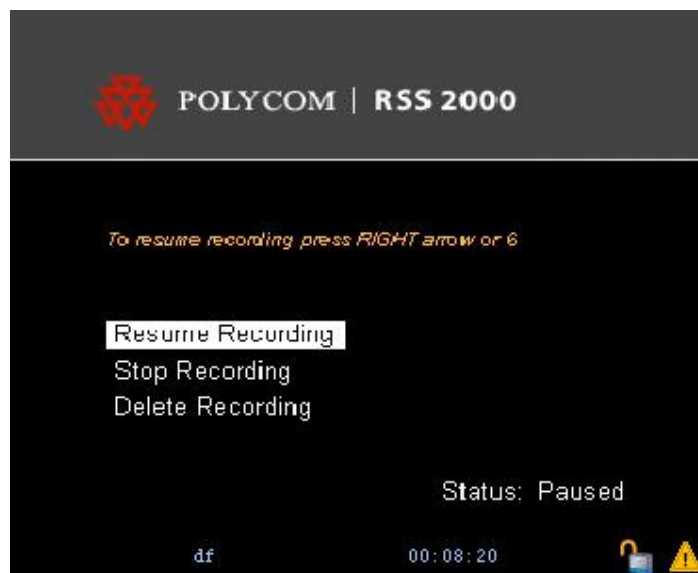 POLYCOM | RSS 2000
To resume recording press RIGHT arrow or 6
Resume Recording
Stop Recording
Delete Recording
Status: Paused
df 00:08:20